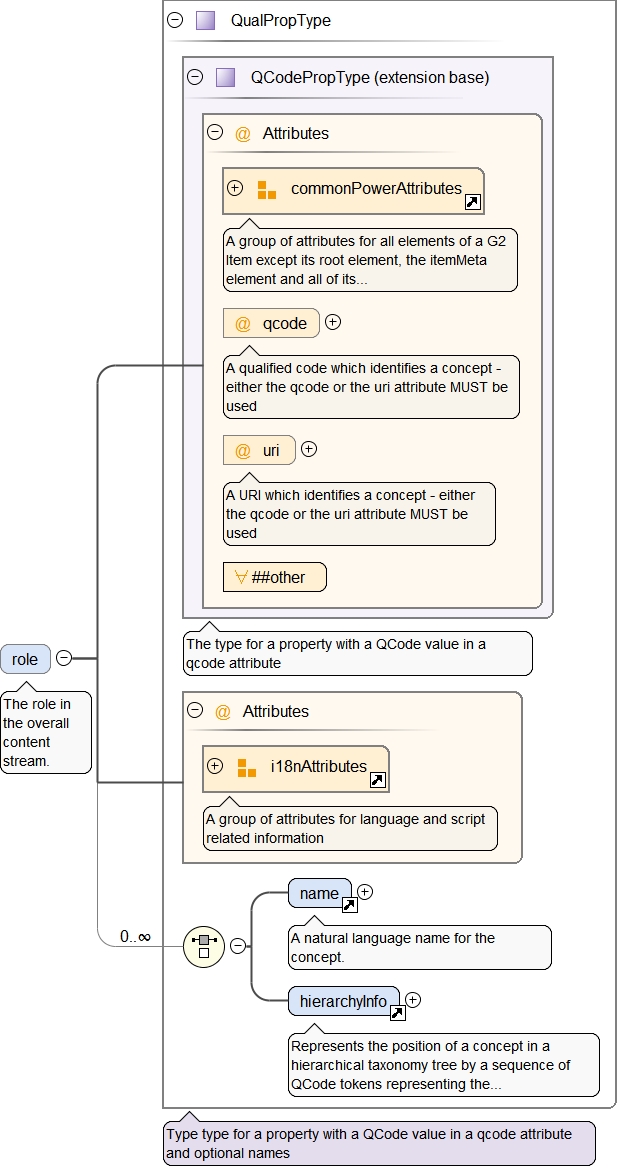 QualPropType
QCodePropType (extension base)
@ Attributes
commonPowerAttributes
A group of attributes for all elements of a G2
Item except its root element, the itemMeta
element and all of its...
@ qcode
A qualified code which identifies a concept -
either the qcode or the uri attribute MUST be
used
@ uri
A URI which identifies a concept - either
the qcode or the uri attribute MUST be
used
##other
The type for a property with a QCode value in a
qcode attribute
role
The role in
the overall
content
stream.
@ Attributes
i18nAttributes
A group of attributes for language and script
related information
0..∞
name
A natural language name for the
concept.
hierarchyInfo
Represents the position of a concept in a
hierarchical taxonomy tree by a sequence of
QCode tokens representing the...
Type type for a property with a QCode value in a qcode attribute
and optional names